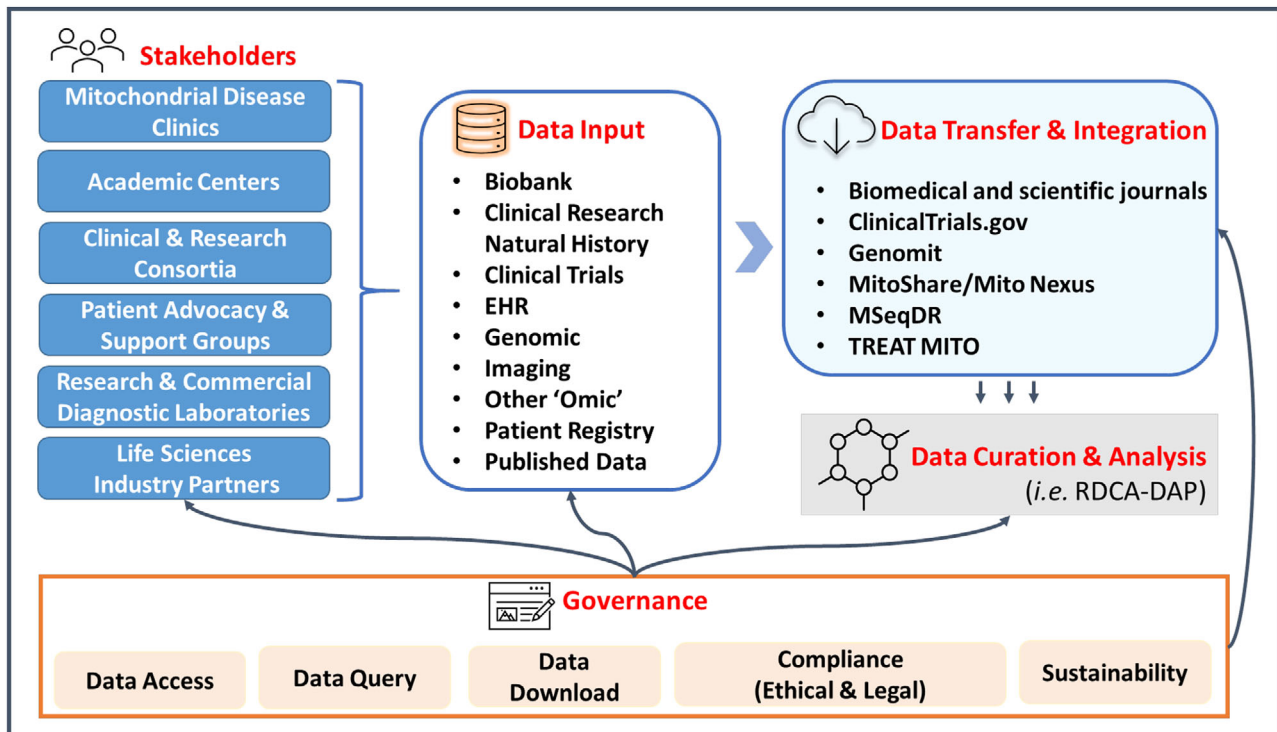 Stakeholders
Mitochondrial Disease
Clinics
Academic Centers
Clinical & Research
Consortia
Patient Advocacy &
Support Groups
Research & Commercial
Diagnostic Laboratories
Life Sciences
Industry Partners
Data Input
• Biobank
• Clinical Research
Natural History
• Clinical Trials
• EHR
• Genomic
• Imaging
• Other ‘Omic’
• Patient Registry
• Published Data
Data Transfer & Integration
• Biomedical and scientific journals
• ClinicalTrials.gov
• Genomit
• MitoShare/Mito Nexus
• MSeqDR
• TREAT MITO
Data Curation & Analysis
(i.e. RDCA-DAP)
Governance
Data Access
Data Query
Data
Download
Compliance
(Ethical & Legal)
Sustainability